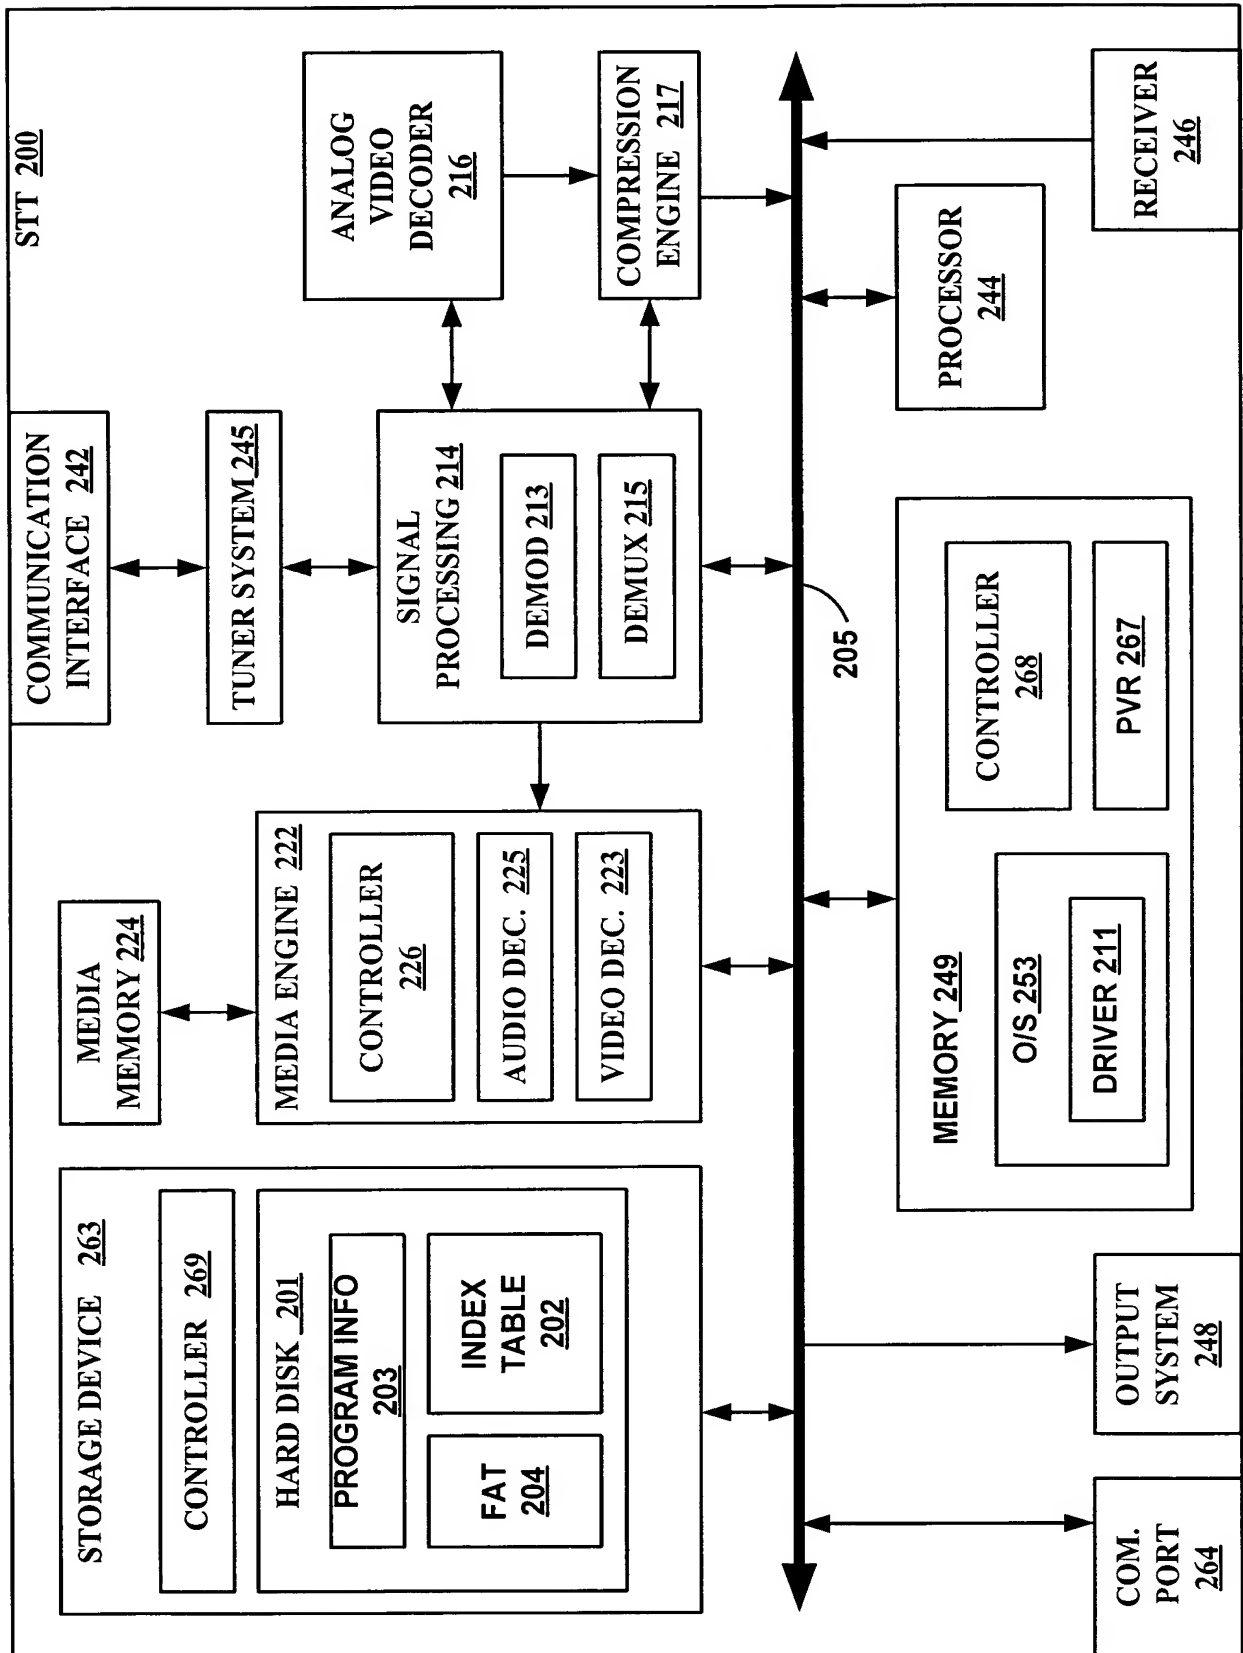 STT 200
STORAGE DEVICE 263
CONTROLLER 269
HARD DISK 201
PROGRAM INFO
203
FAT
204
INDEX
TABLE
202
MEDIA
MEMORY 224
MEDIA ENGINE 222
CONTROLLER
226
AUDIO DEC. 225
VIDEO DEC. 223
COMMUNICATION
INTERFACE 242
TUNER SYSTEM 245
SIGNAL
PROCESSING 214
DEMOD 213
DEMUX 215
ANALOG
VIDEO
DECODER
216
COMPRESSION
ENGINE 217
205
COM.
PORT
264
OUTPUT
SYSTEM
248
MEMORY 249
O/S 253
DRIVER 211
CONTROLLER
268
PVR 267
PROCESSOR
244
RECEIVER
246